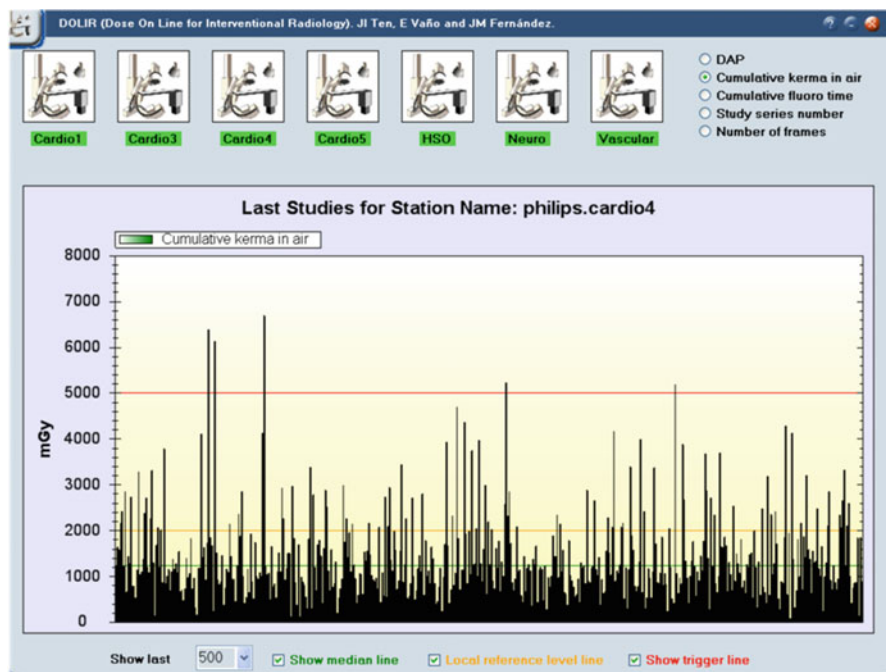 DOLIR (Dose On Line for Interventional Radiology). JI Ten, E Vaño and JM Fernández.
Cardio1
Cardio3
Cardio4
Cardio5
HSO
Neuro
Vascular
DAP
Cumulative kerma in air
Cumulative fluoro time
Study series number
Number of frames
Last Studies for Station Name: philips.cardio4
Cumulative kerma in air
8000
7000
6000
5000
4000
3000
2000
1000
0
mGy
Show last 500 Show median line Local reference level line Show trigger line